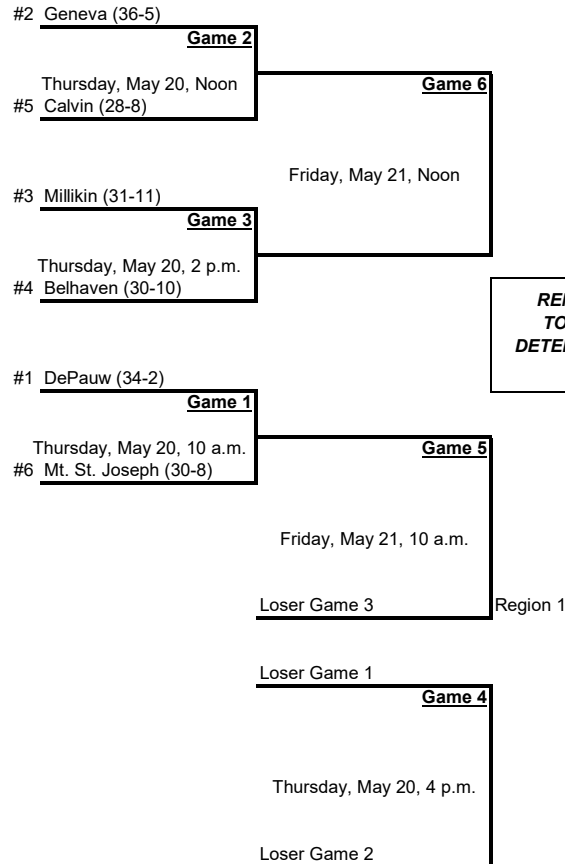 #2 Geneva (36-5)
Game 2
Thursday, May 20, Noon
Game 6
#5 Calvin (28-8)
Friday, May 21, Noon
#3 Millikin (31-11)
Game 3
Thursday, May 20, 2 p.m.
#4 Belhaven (30-10)
#1 DePauw (34-2)
Game 1
Thursday, May 20, 10 a.m.
Game 5
#6 Mt. St. Joseph (30-8)
Friday, May 21, 10 a.m.
Loser Game 3
Region 1
Loser Game 1
Game 4
Thursday, May 20, 4 p.m.
Loser Game 2